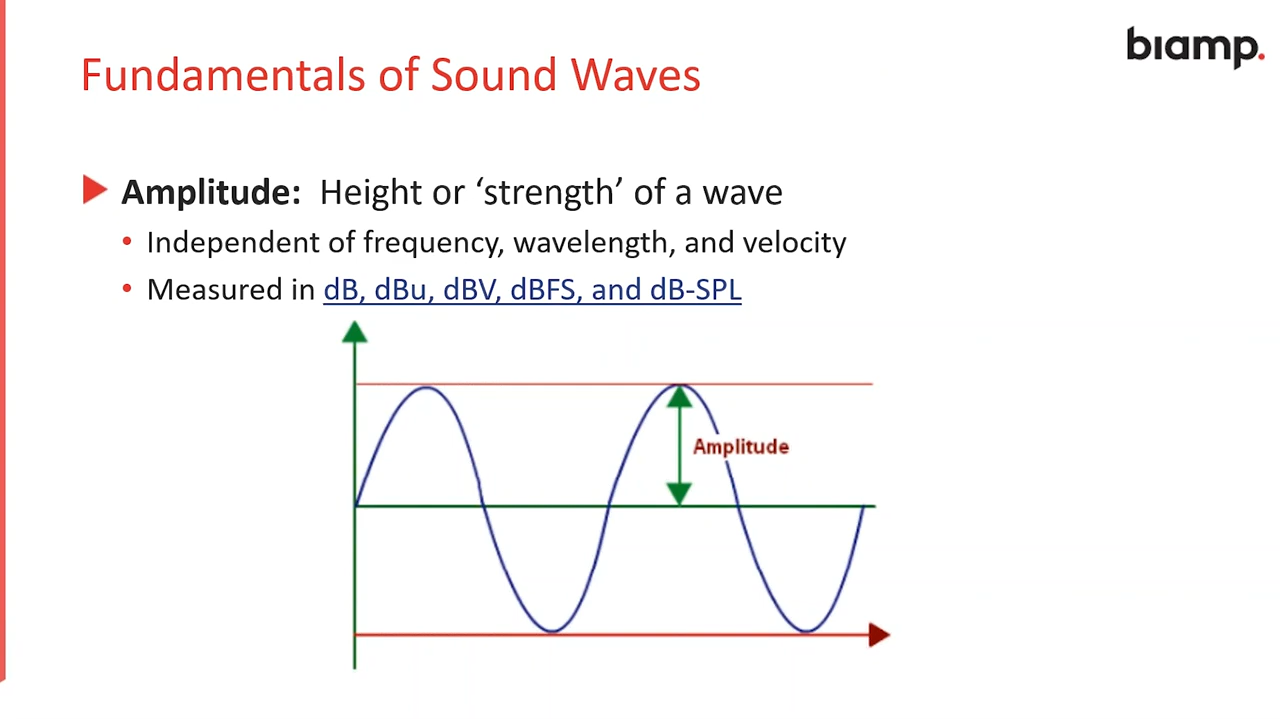 biamp.
Fundamentals of Sound Waves
Amplitude: Height or ‘strength’ of a wave
• Independent of frequency, wavelength, and velocity
• Measured in dB, dBu, dBV, dBFS, and dB-SPL
Amplitude